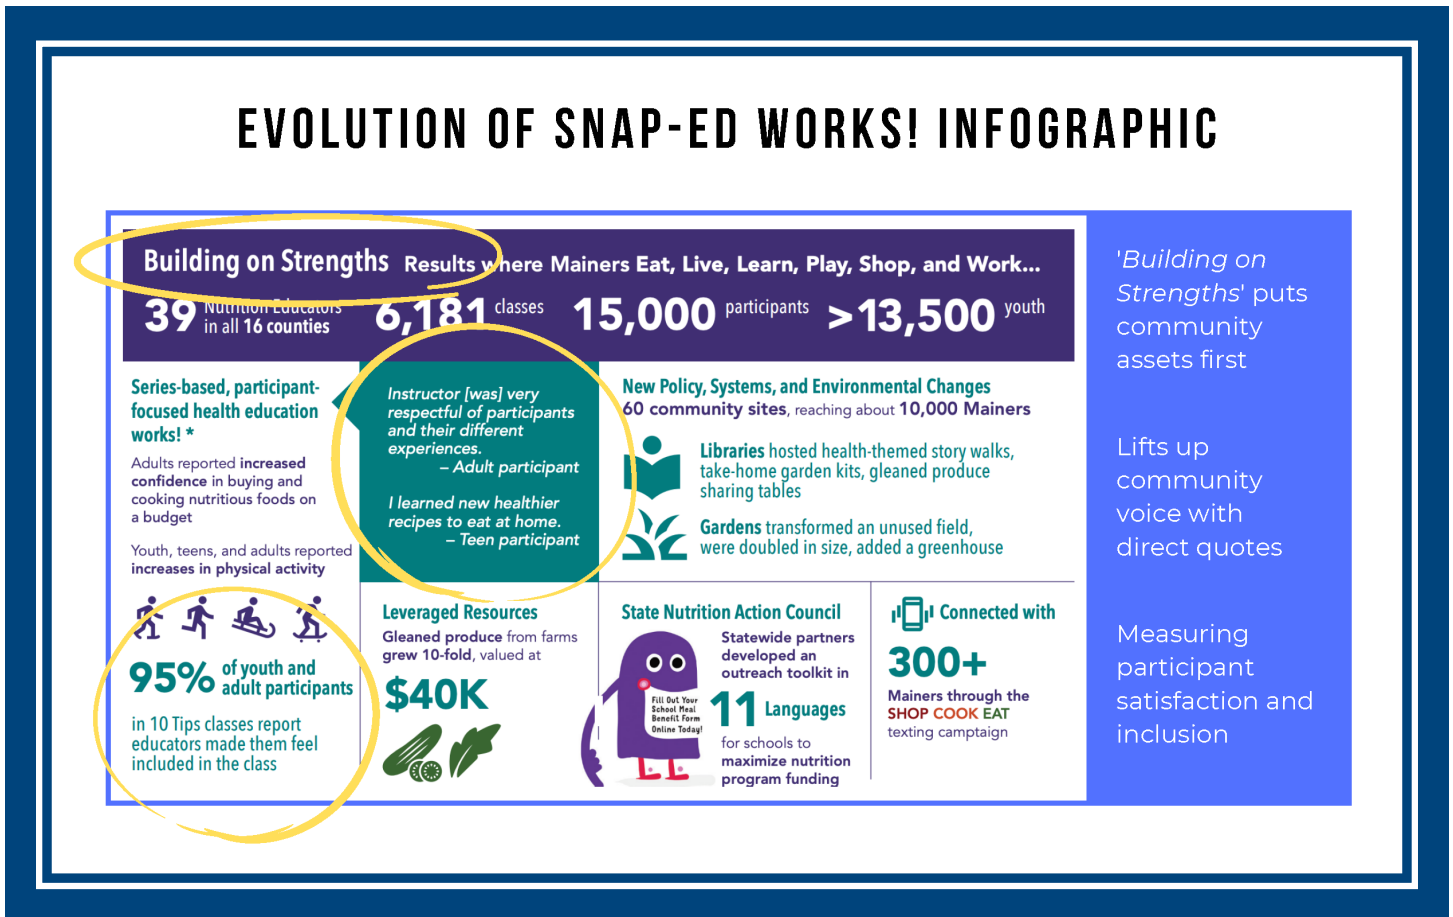 EVOLUTION OF SNAP-ED WORKS! INFOGRAPHIC
Building on Strengths Results where Mainers Eat, Live, Learn, Play, Shop, and Work...
39 Nutrition Educators
in all 16 counties
6,181 classes
15,000 participants
>13,500 youth
Series-based, participant-
focused health education
works! *
Adults reported increased
confidence in buying and
cooking nutritious foods on
a budget
Youth, teens, and adults reported
increases in physical activity
95% of youth and
adult participants
in 10 Tips classes report
educators made them feel
included in the class
Instructor [was] very
respectful of participants
and their different
experiences.
– Adult participant
I learned new healthier
recipes to eat at home.
– Teen participant
New Policy, Systems, and Environmental Changes
60 community sites, reaching about 10,000 Mainers
Libraries hosted health-themed story walks,
take-home garden kits, gleaned produce
sharing tables
Gardens transformed an unused field,
were doubled in size, added a greenhouse
Leveraged Resources
Gleaned produce from farms
grew 10-fold, valued at
$40K
State Nutrition Action Council
Statewide partners
developed an
outreach toolkit in
11 Languages
for schools to
maximize nutrition
program funding
Fill Out Your
School Meal
Benefit Form
Online Today!
Connected with
300+
Mainers through the
SHOP COOK EAT
texting camptaign
'Building on
Strengths' puts
community
assets first
Lifts up
community
voice with
direct quotes
Measuring
participant
satisfaction and
inclusion